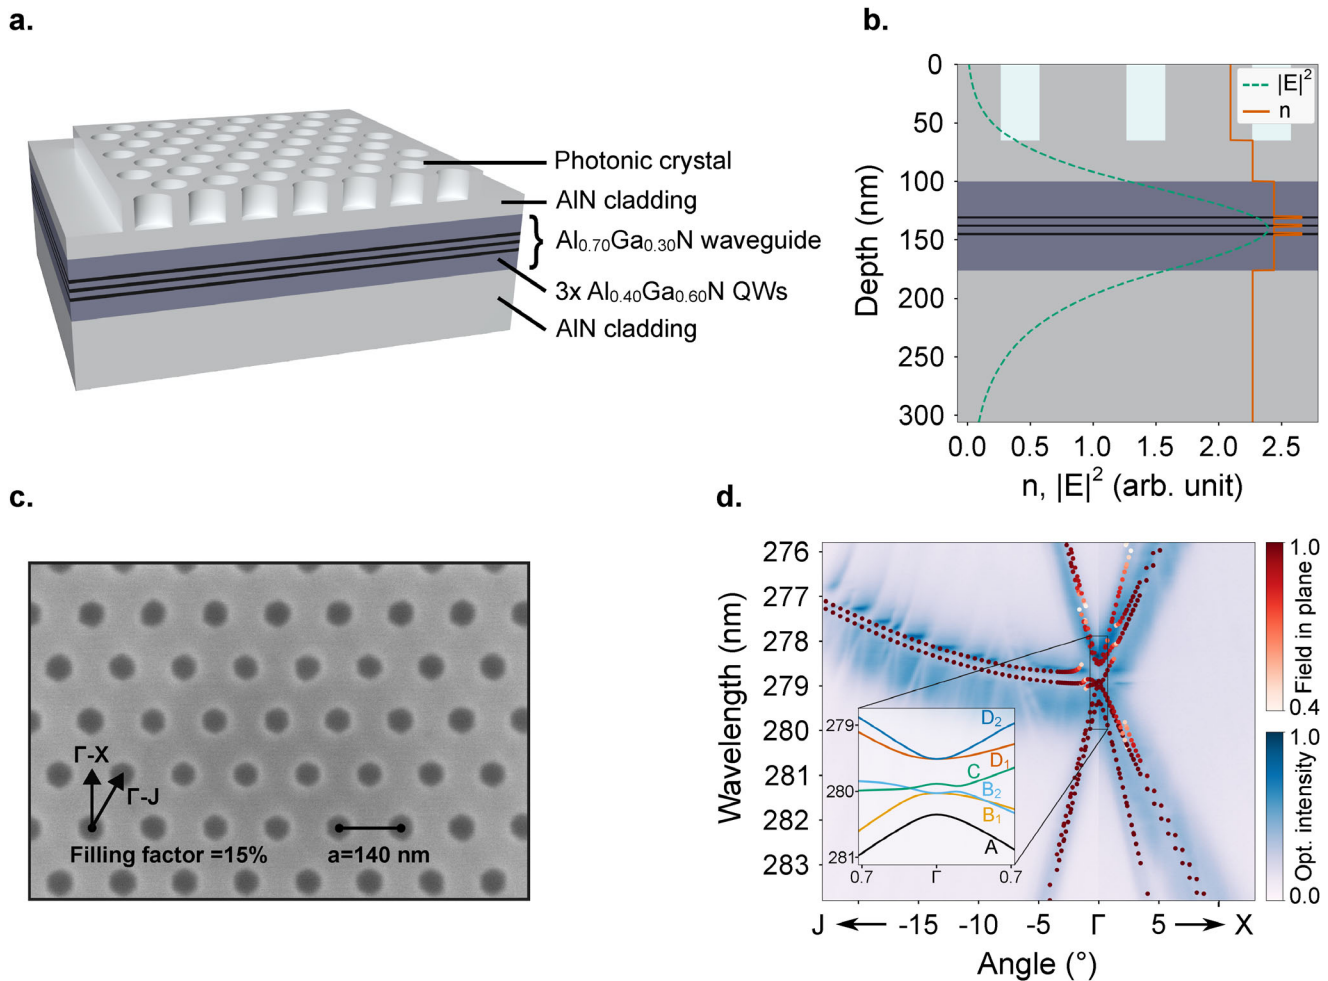 a.
Photonic crystal
AlN cladding
Al0.70Ga0.30N waveguide
3x Al0.40Ga0.60N QWs
AlN cladding
b.
0
50
100
150
200
250
300
Depth (nm)
|E|²
n
0.0 0.5 1.0 1.5 2.0 2.5
n, |E|² (arb. unit)
c.
Γ-X
Γ-J
Filling factor =15%
a=140 nm
d.
276
277
278
279
280
281
282
283
Wavelength (nm)
279
280
281
D2
D1
C
B2
B1
A
0.7 Γ 0.7
J -15 -10 -5 Γ 5 X
Angle (°)
1.0
Field in plane
0.4
1.0
Opt. intensity
0.0